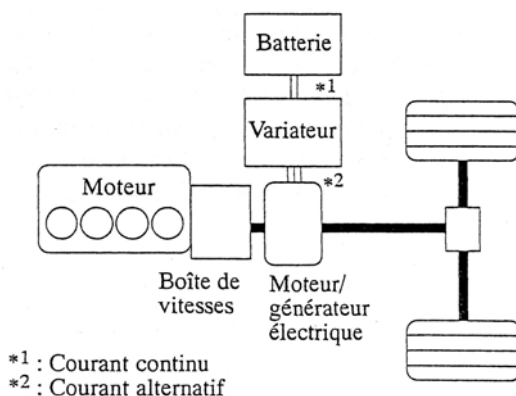 Batterie
*1
Variateur
*2
Moteur
Boîte de
vitesses
Moteur/
générateur
électrique
*1 : Courant continu
*2 : Courant alternatif